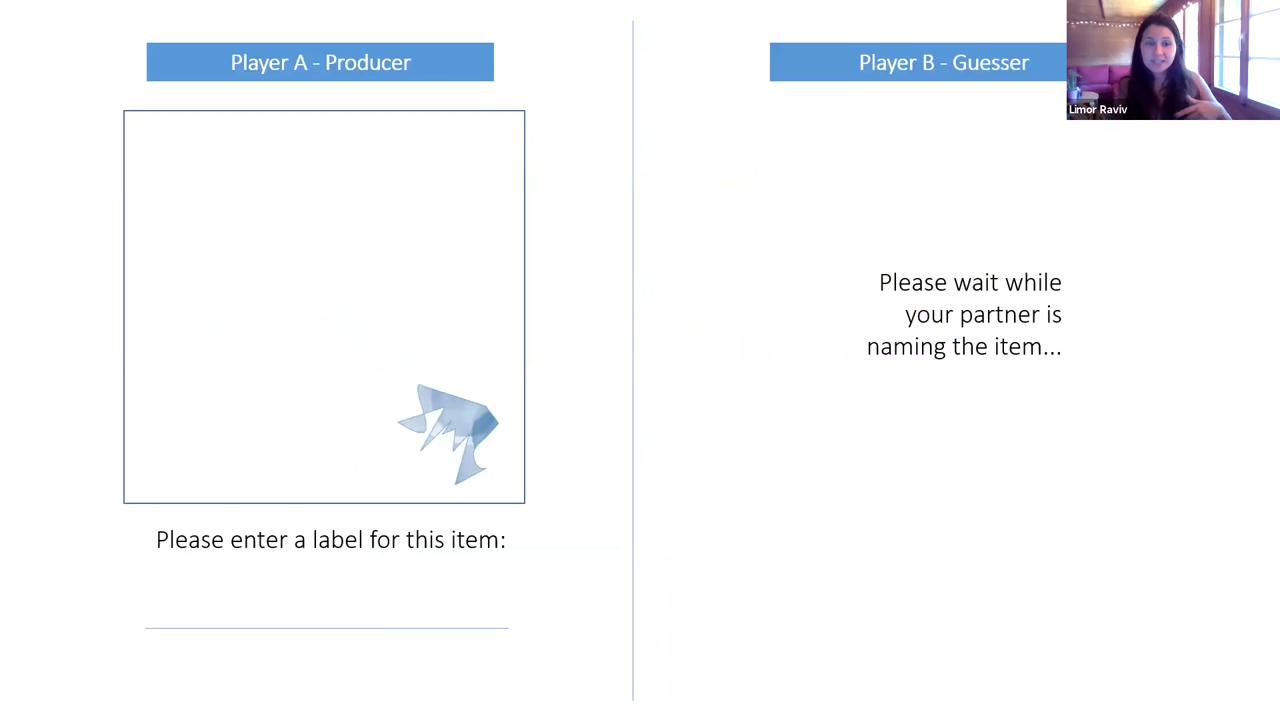 Player A - Producer
Player B - Guesser
Limor Raviv
Please wait while
your partner is
naming the item...
Please enter a label for this item: